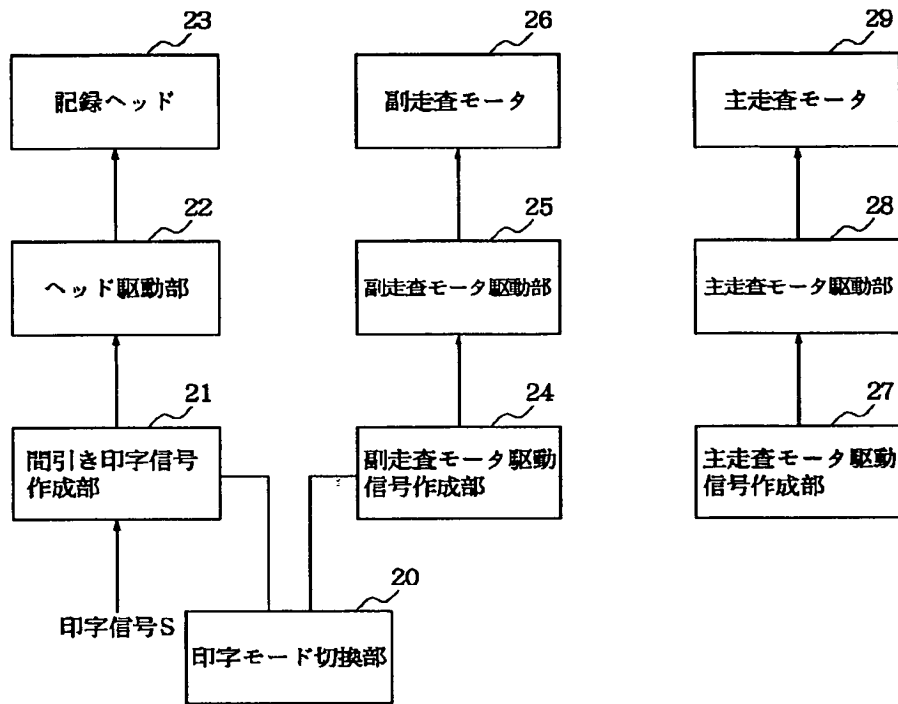 23
記録ヘッド
26
副走査モータ
29
主走査モータ
22
ヘッド駆動部
25
副走査モータ駆動部
28
主走査モータ駆動部
21
間引き印字信号
作成部
24
副走査モータ駆動
信号作成部
27
主走査モータ駆動
信号作成部
印字信号S
20
印字モード切換部